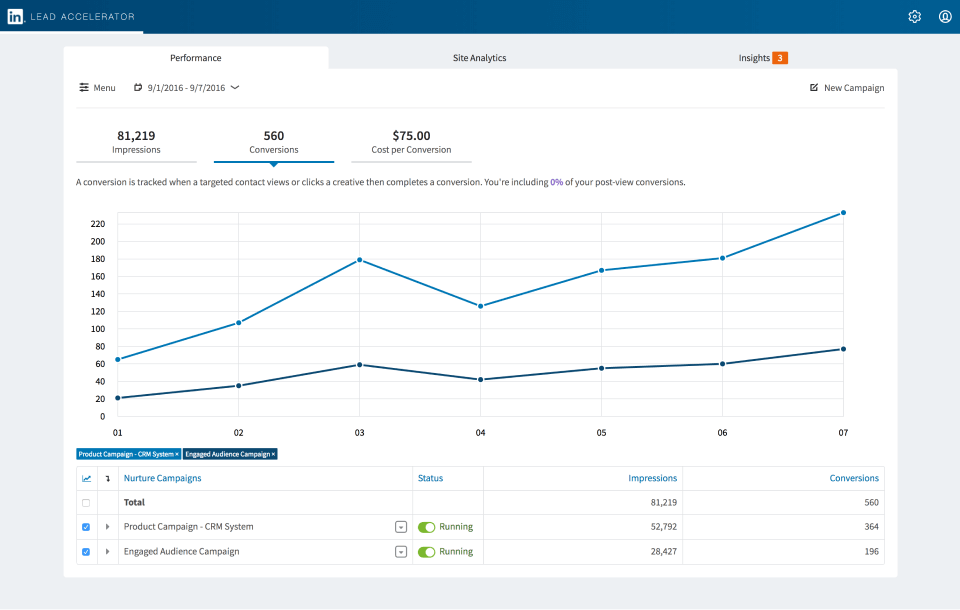 in LEAD ACCELERATOR
Performance
Site Analytics
Insights 3
Menu 9/1/2016 - 9/7/2016
New Campaign
81,219 560 $75.00
Impressions Conversions Cost per Conversion
A conversion is tracked when a targeted contact views or clicks a creative then completes a conversion. You're including 0% of your post-view conversions.
220
200
180
160
140
120
100
80
60
40
20
0
01 02 03 04 05 06 07
Product Campaign - CRM System × Engaged Audience Campaign ×
Nurture Campaigns Status Impressions Conversions
Total 81,219 560
Product Campaign - CRM System Running 52,792 364
Engaged Audience Campaign Running 28,427 196